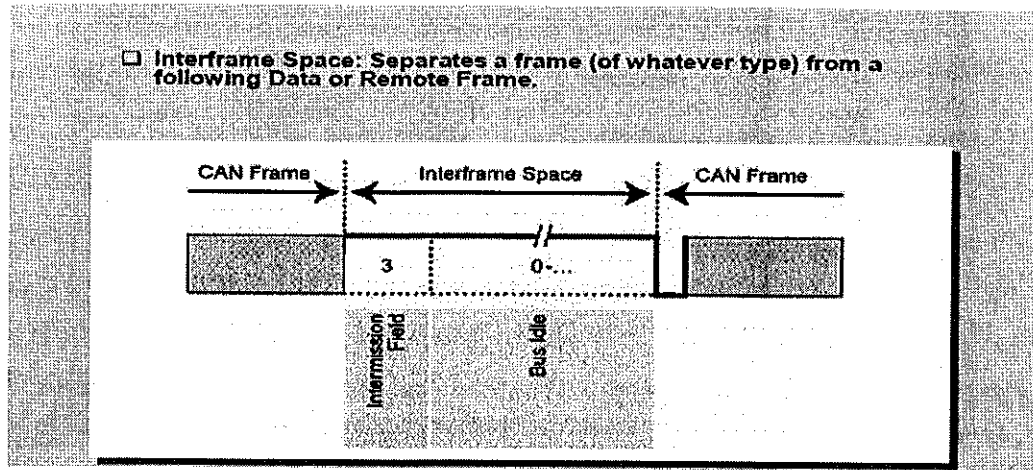 Interframe Space: Separates a frame (of whatever type) from a
following Data or Remote Frame.
CAN Frame
Interframe Space
CAN Frame
3
0-...
Intermission
Field
Bus Idle